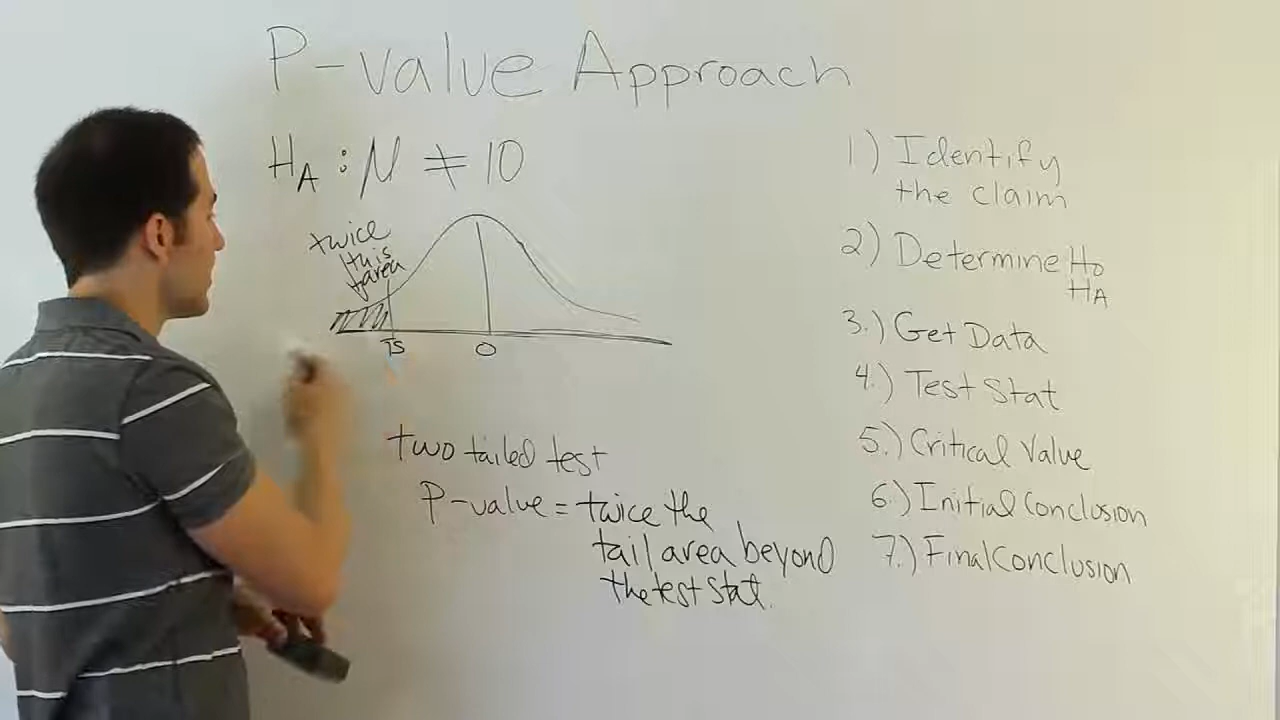 P-value Approach
HA : μ ≠ 10
twice
this
area
TS
0
two tailed test
P-value = twice the
tail area beyond
the test stat.
1) Identify
the claim
2) Determine Ho
HA
3.) Get Data
4.) Test Stat
5.) Critical Value
6.) Initial Conclusion
7.) Final Conclusion